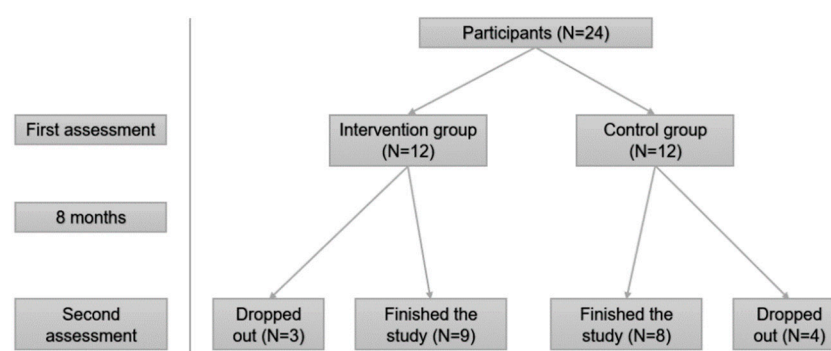 Participants (N=24)
First assessment
Intervention group
(N=12)
Control group
(N=12)
8 months
Second
assessment
Dropped
out (N=3)
Finished the
study (N=9)
Finished the
study (N=8)
Dropped
out (N=4)